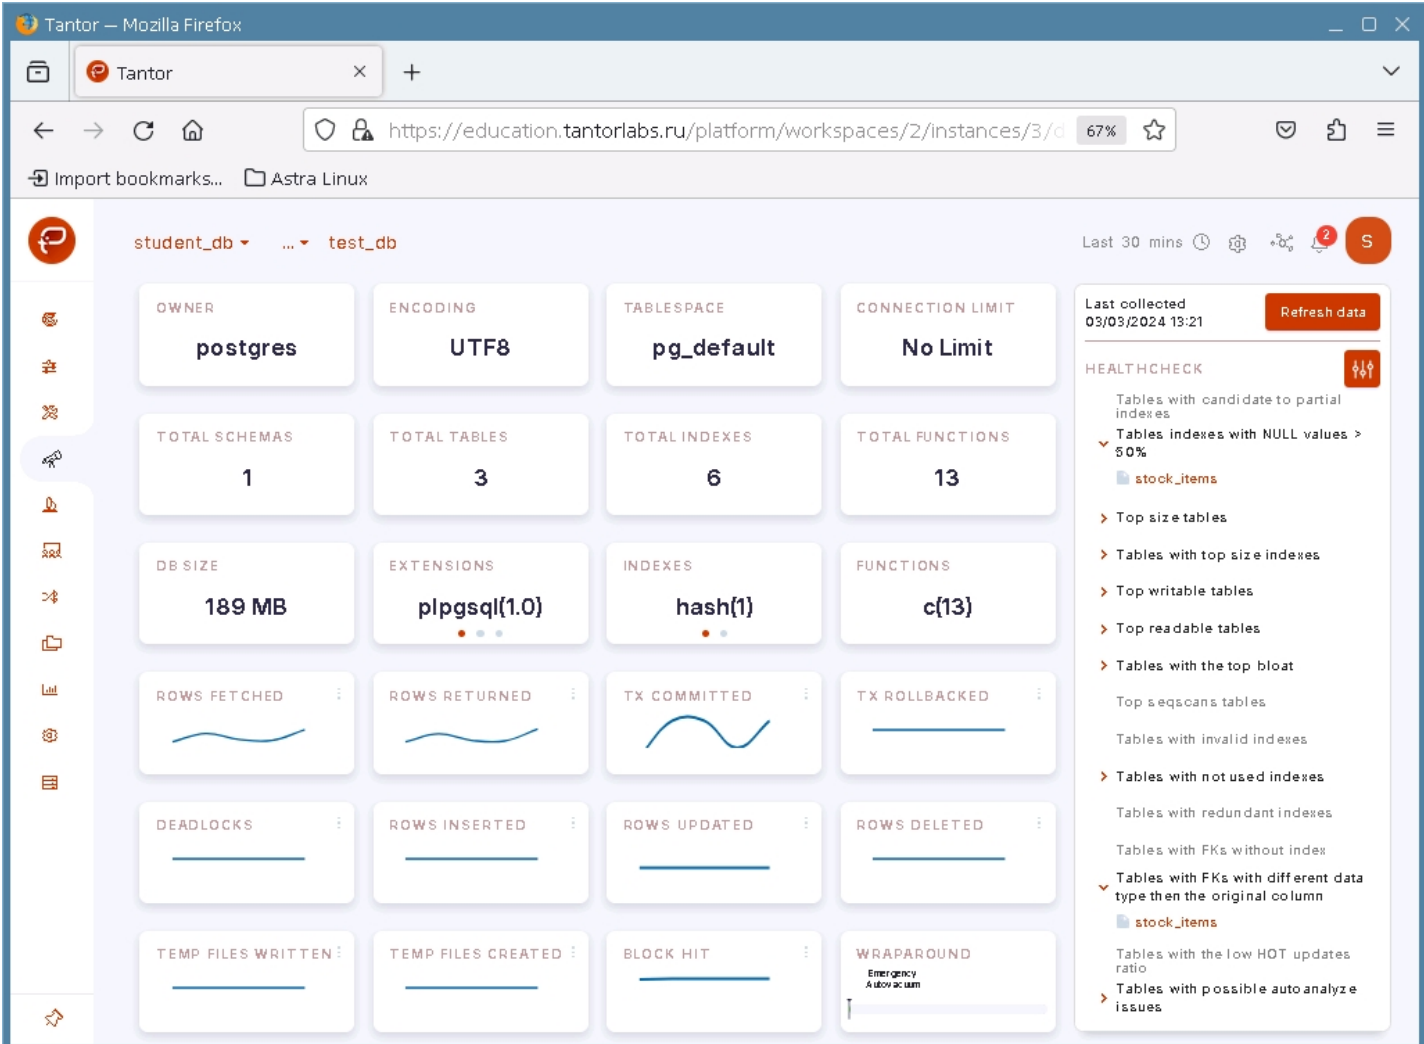 Tantor — Mozilla Firefox
Tantor
https://education.tantorlabs.ru/platform/workspaces/2/instances/3/d
67%
Import bookmarks...
Astra Linux
student_db
...
test_db
Last 30 mins
2
S
OWNER
postgres
ENCODING
UTF8
TABLESPACE
pg_default
CONNECTION LIMIT
No Limit
TOTAL SCHEMAS
1
TOTAL TABLES
3
TOTAL INDEXES
6
TOTAL FUNCTIONS
13
DB SIZE
189 MB
EXTENSIONS
plpgsql(1.0)
INDEXES
hash(1)
FUNCTIONS
c(13)
ROWS FETCHED
ROWS RETURNED
TX COMMITTED
TX ROLLBACKED
DEADLOCKS
ROWS INSERTED
ROWS UPDATED
ROWS DELETED
TEMP FILES WRITTEN
TEMP FILES CREATED
BLOCK HIT
WRAPAROUND
Emergency
Autovacuum
Last collected
03/03/2024 13:21
Refresh data
HEALTHCHECK
Tables with candidate to partial
indexes
Tables indexes with NULL values >
50%
stock_items
Top size tables
Tables with top size indexes
Top writable tables
Top readable tables
Tables with the top bloat
Top seqscans tables
Tables with invalid indexes
Tables with not used indexes
Tables with redundant indexes
Tables with FKs without index
Tables with FKs with different data
type then the original column
stock_items
Tables with the low HOT updates
ratio
Tables with possible autoanalyze
issues